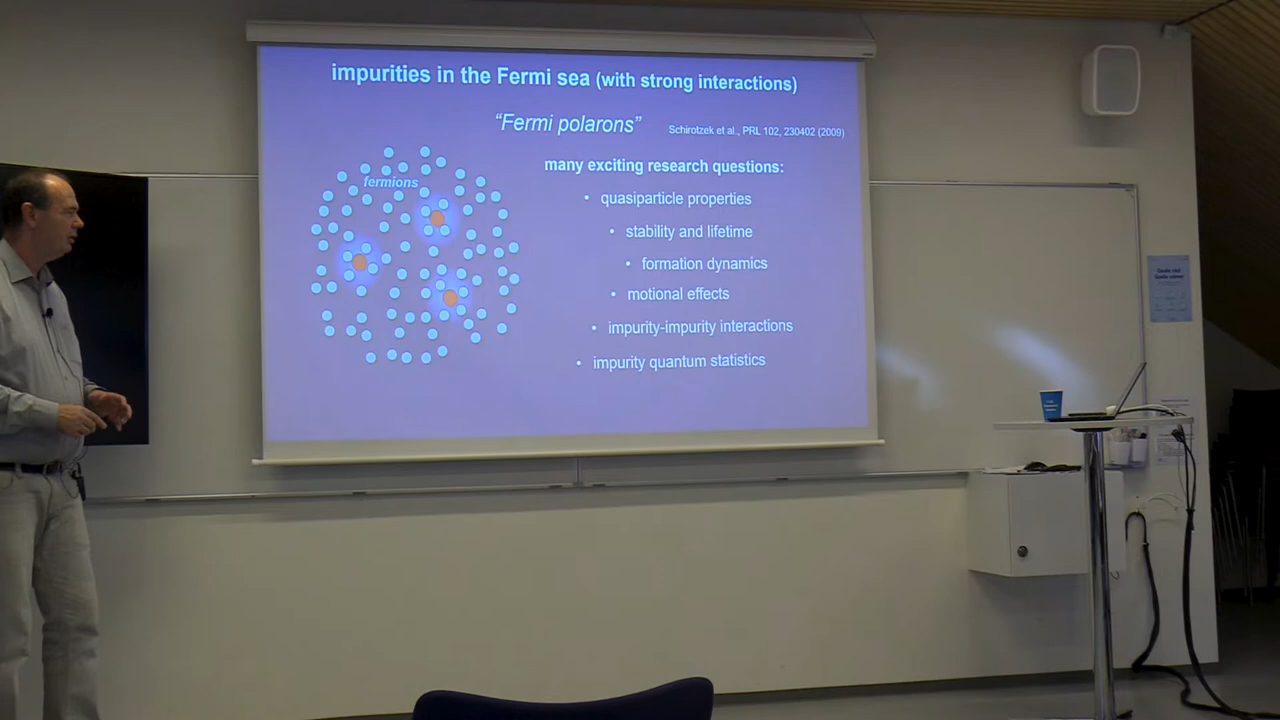 impurities in the Fermi sea (with strong interactions)
“Fermi polarons”
Schirotzek et al., PRL 102, 230402 (2009)
fermions
many exciting research questions:
• quasiparticle properties
• stability and lifetime
• formation dynamics
• motional effects
• impurity-impurity interactions
• impurity quantum statistics